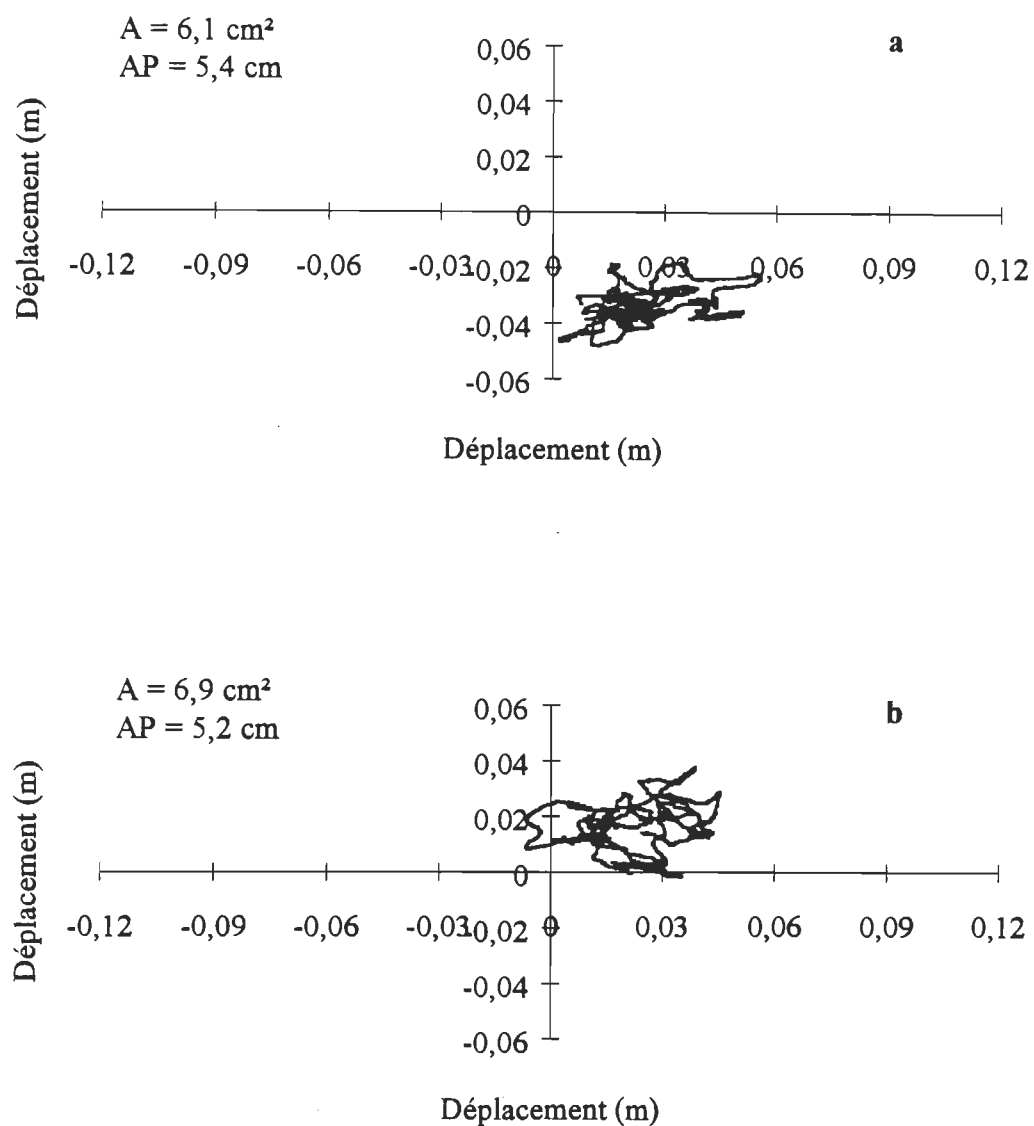 A = 6,1 cm²
AP = 5,4 cm
a
Déplacement (m)
0,06
0,04
0,02
0
-0,02
-0,04
-0,06
-0,12 -0,09 -0,06 -0,03 0 0,03 0,06 0,09 0,12
Déplacement (m)
A = 6,9 cm²
AP = 5,2 cm
b
Déplacement (m)
0,06
0,04
0,02
0
-0,02
-0,04
-0,06
-0,12 -0,09 -0,06 -0,03 0 0,03 0,06 0,09 0,12
Déplacement (m)